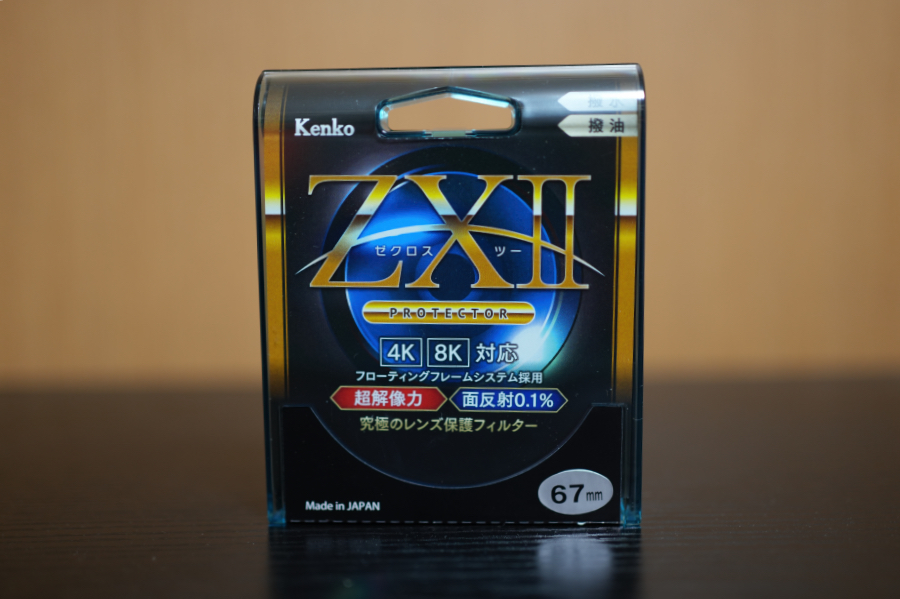 撥水
撥油
Kenko
ZXII
ゼクロス ツー
PROTECTOR
4K 8K 対応
フローティングフレームシステム採用
超解像力 面反射0.1%
究極のレンズ保護フィルター
67mm
Made in JAPAN